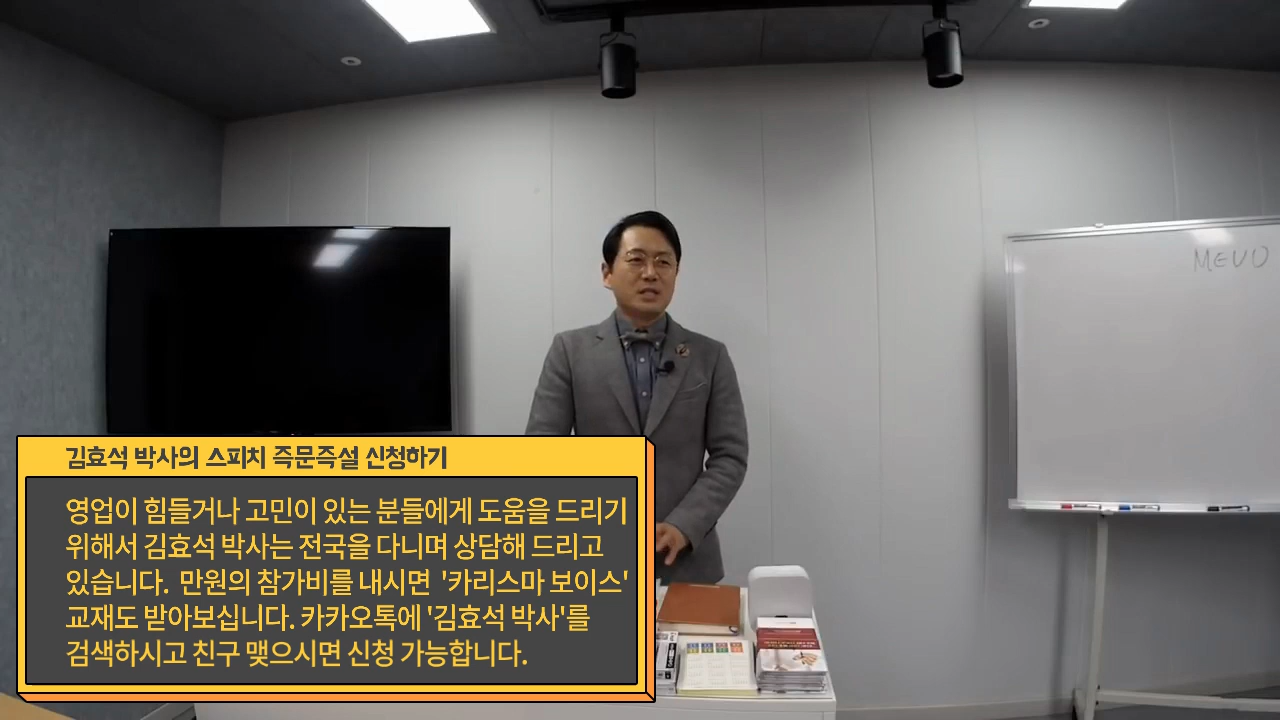 MEVO
김효석 박사의 스피치 즉문즉설 신청하기
영업이 힘들거나 고민이 있는 분들에게 도움을 드리기
위해서 김효석 박사는 전국을 다니며 상담해 드리고
있습니다. 만원의 참가비를 내시면 '카리스마 보이스'
교재도 받아보십니다. 카카오톡에 '김효석 박사'를
검색하시고 친구 맺으시면 신청 가능합니다.